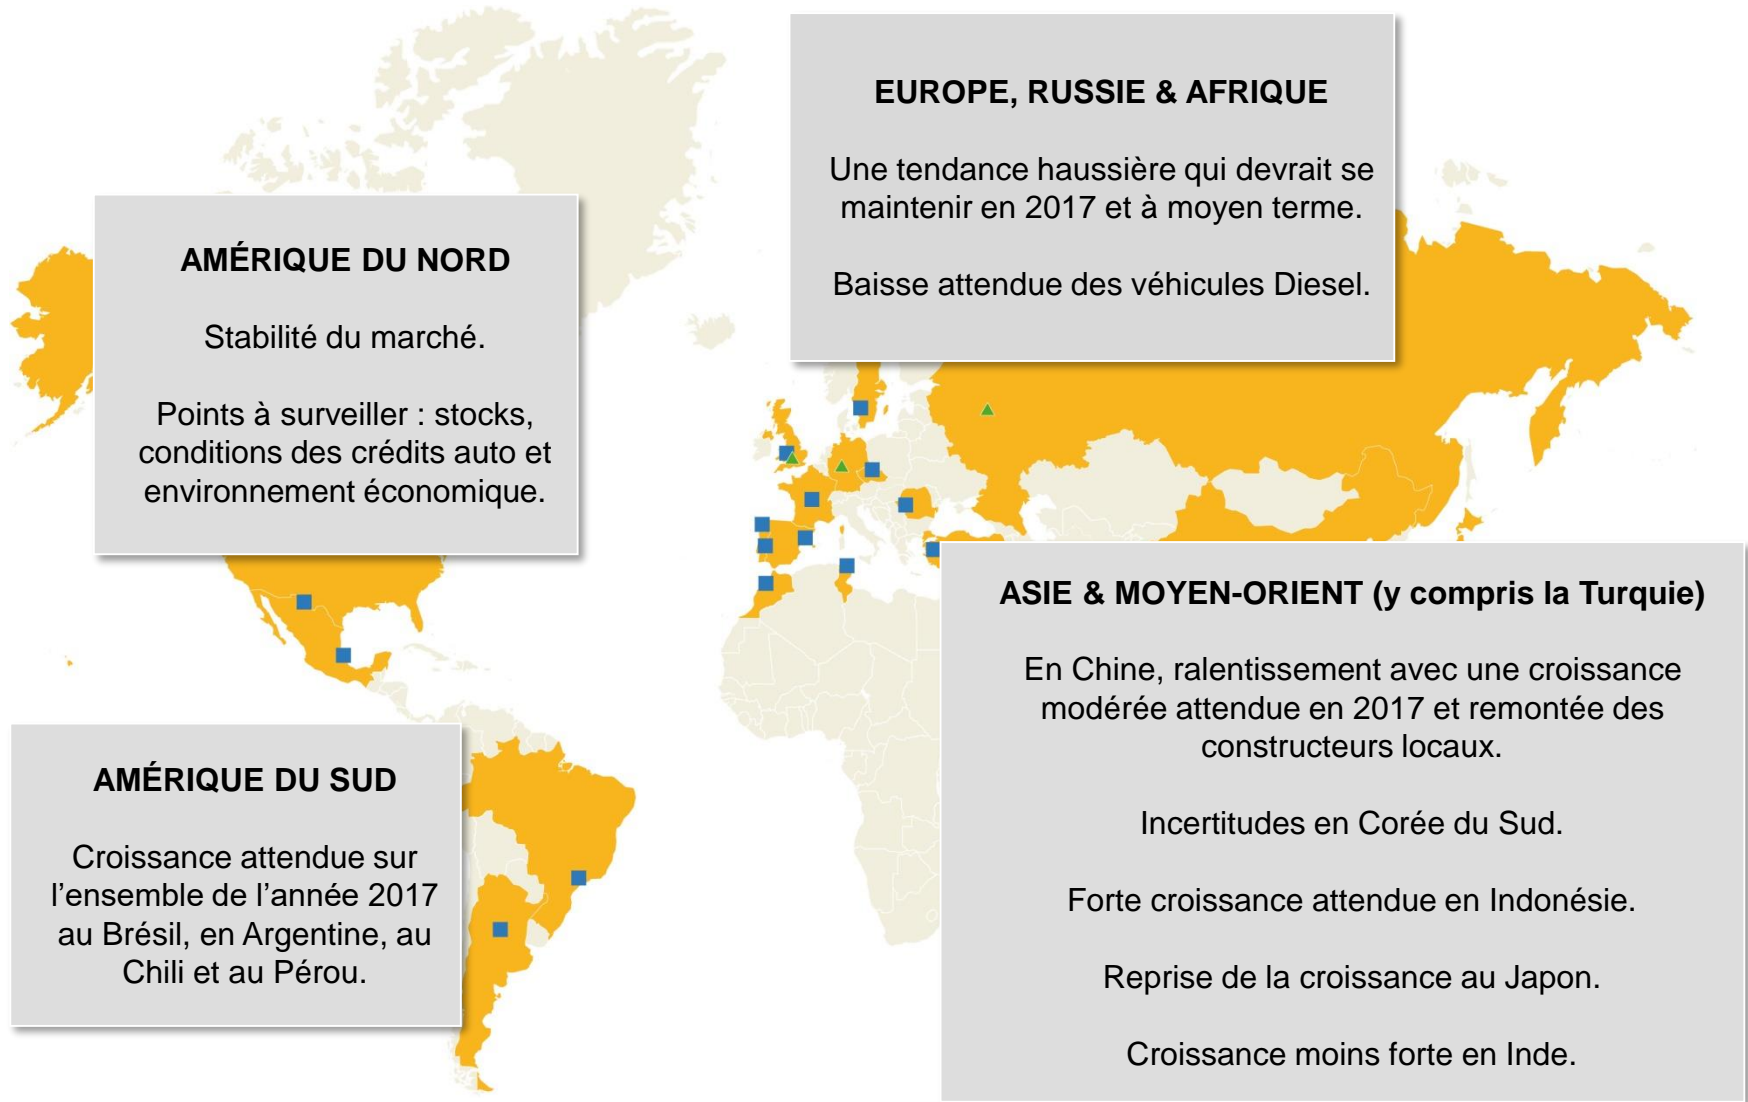 EUROPE, RUSSIE & AFRIQUE
Une tendance haussière qui devrait se
maintenir en 2017 et à moyen terme.
Baisse attendue des véhicules Diesel.
AMÉRIQUE DU NORD
Stabilité du marché.
Points à surveiller : stocks,
conditions des crédits auto et
environnement économique.
ASIE & MOYEN-ORIENT (y compris la Turquie)
En Chine, ralentissement avec une croissance
modérée attendue en 2017 et remontée des
constructeurs locaux.
Incertitudes en Corée du Sud.
Forte croissance attendue en Indonésie.
Reprise de la croissance au Japon.
Croissance moins forte en Inde.
AMÉRIQUE DU SUD
Croissance attendue sur
l’ensemble de l’année 2017
au Brésil, en Argentine, au
Chili et au Pérou.